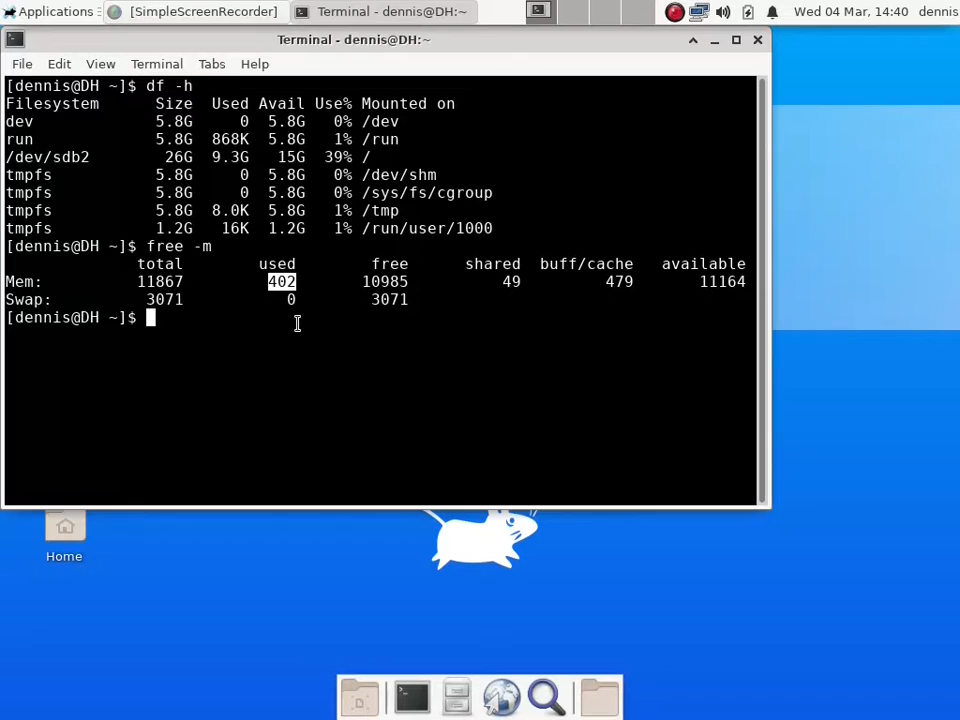 Applications [SimpleScreenRecorder] Terminal - dennis@DH:~ Wed 04 Mar, 14:40 dennis
Terminal - dennis@DH:~
File Edit View Terminal Tabs Help
[dennis@DH ~]$ df -h
Filesystem Size Used Avail Use% Mounted on
dev 5.8G 0 5.8G 0% /dev
run 5.8G 868K 5.8G 1% /run
/dev/sdb2 26G 9.3G 15G 39% /
tmpfs 5.8G 0 5.8G 0% /dev/shm
tmpfs 5.8G 0 5.8G 0% /sys/fs/cgroup
tmpfs 5.8G 8.0K 5.8G 1% /tmp
tmpfs 1.2G 16K 1.2G 1% /run/user/1000
[dennis@DH ~]$ free -m
total used free shared buff/cache available
Mem: 11867 402 10985 49 479 11164
Swap: 3071 0 3071
[dennis@DH ~]$
Home